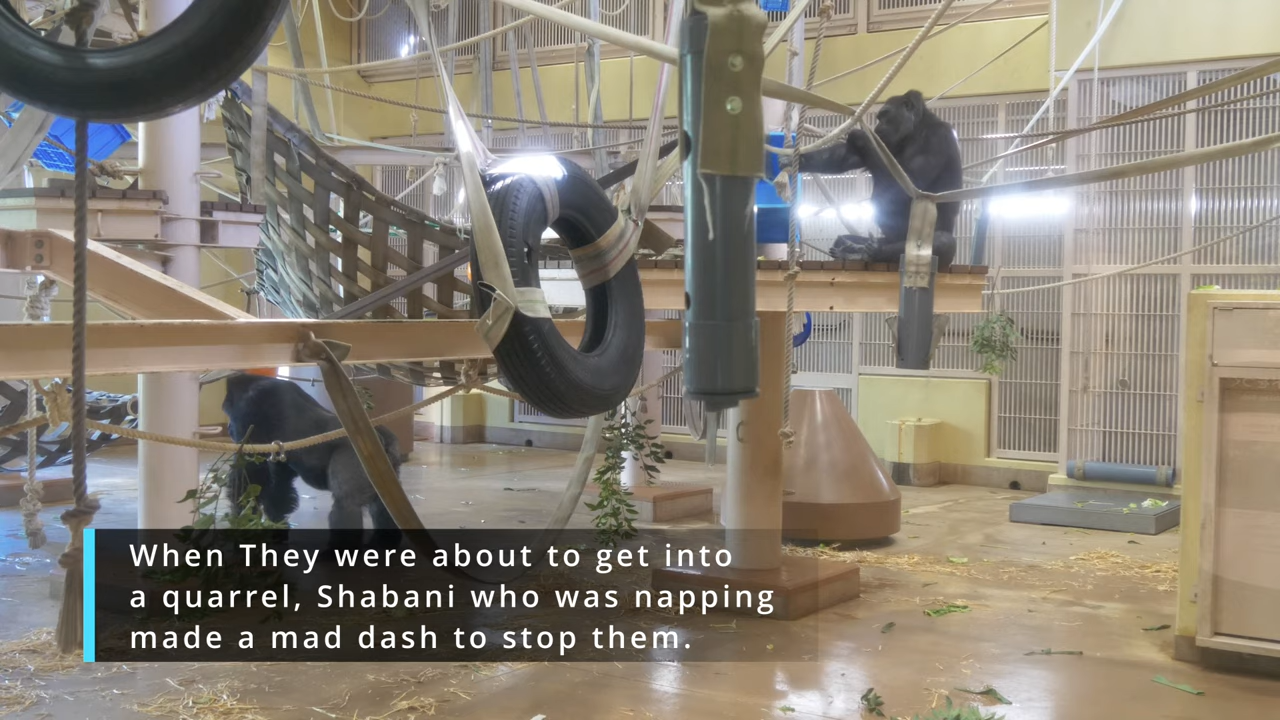 When They were about to get into
a quarrel, Shabani who was napping
made a mad dash to stop them.